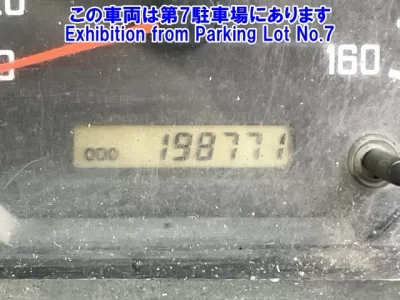 この車両は第7駐車場にあります
Exhibition from Parking Lot No.7
160
ODO 198771